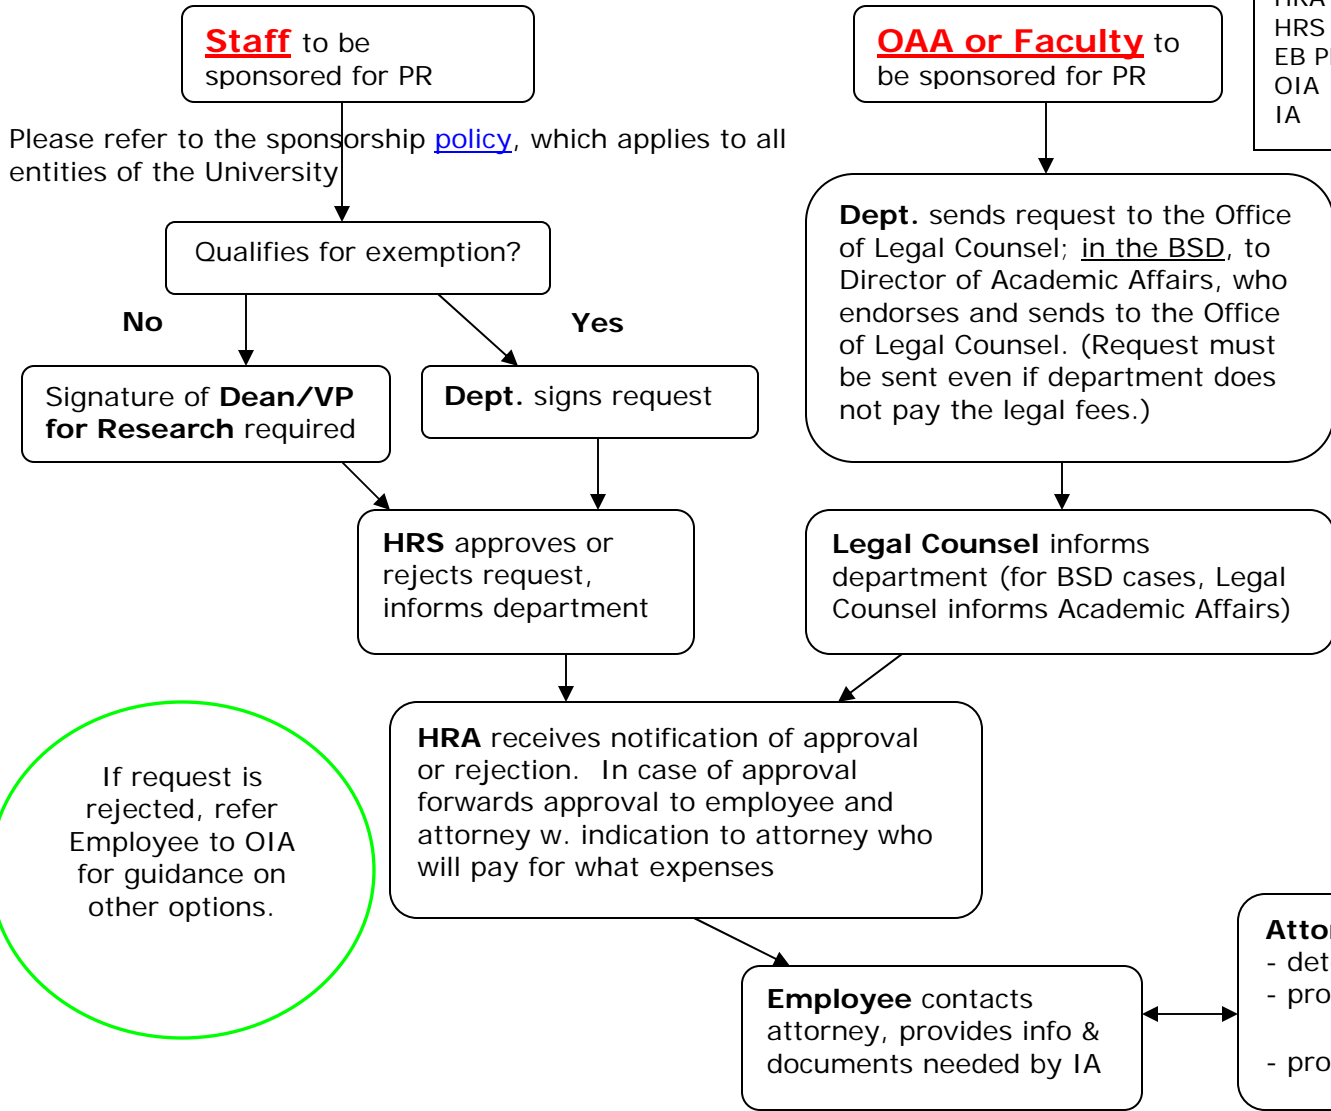 Staff to be
sponsored for PR
OAA or Faculty to
be sponsored for PR
HRS
OIA
IA
Please refer to the sponsorship policy, which applies to all
entities of the University
Qualifies for exemption?
No
Yes
Signature of Dean/VP
for Research required
Dept. signs request
Dept. sends request to the Office
of Legal Counsel; in the BSD, to
Director of Academic Affairs, who
endorses and sends to the Office
of Legal Counsel. (Request must
be sent even if department does
not pay the legal fees.)
HRS approves or
rejects request,
informs department
Legal Counsel informs
department (for BSD cases, Legal
Counsel informs Academic Affairs)
If request is
rejected, refer
Employee to OIA
for guidance on
other options.
HRA receives notification of approval
or rejection. In case of approval
forwards approval to employee and
attorney w. indication to attorney who
will pay for what expenses
Employee contacts
attorney, provides info &
documents needed by IA